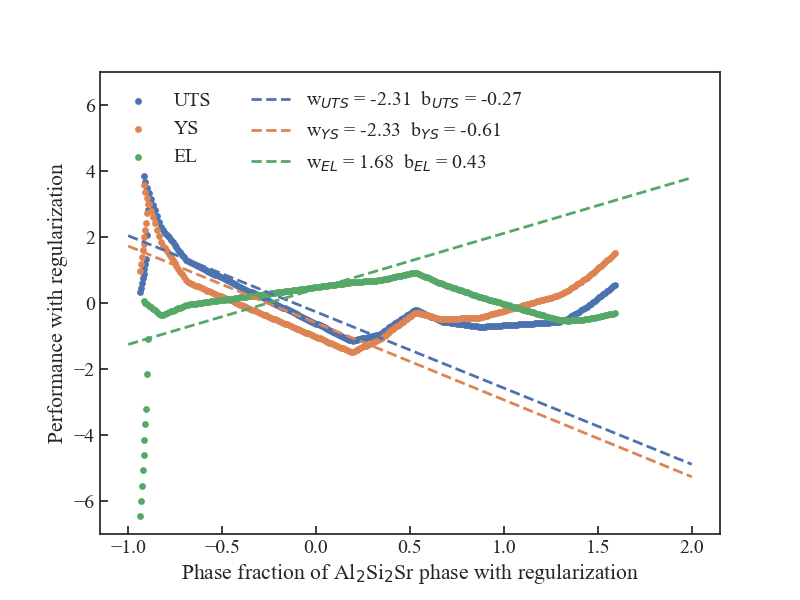 UTS
YS
EL
w_UTS = -2.31 b_UTS = -0.27
w_YS = -2.33 b_YS = -0.61
w_EL = 1.68 b_EL = 0.43
Performance with regularization
6
4
2
0
−2
−4
−6
−1.0 −0.5 0.0 0.5 1.0 1.5 2.0
Phase fraction of Al₂Si₂Sr phase with regularization